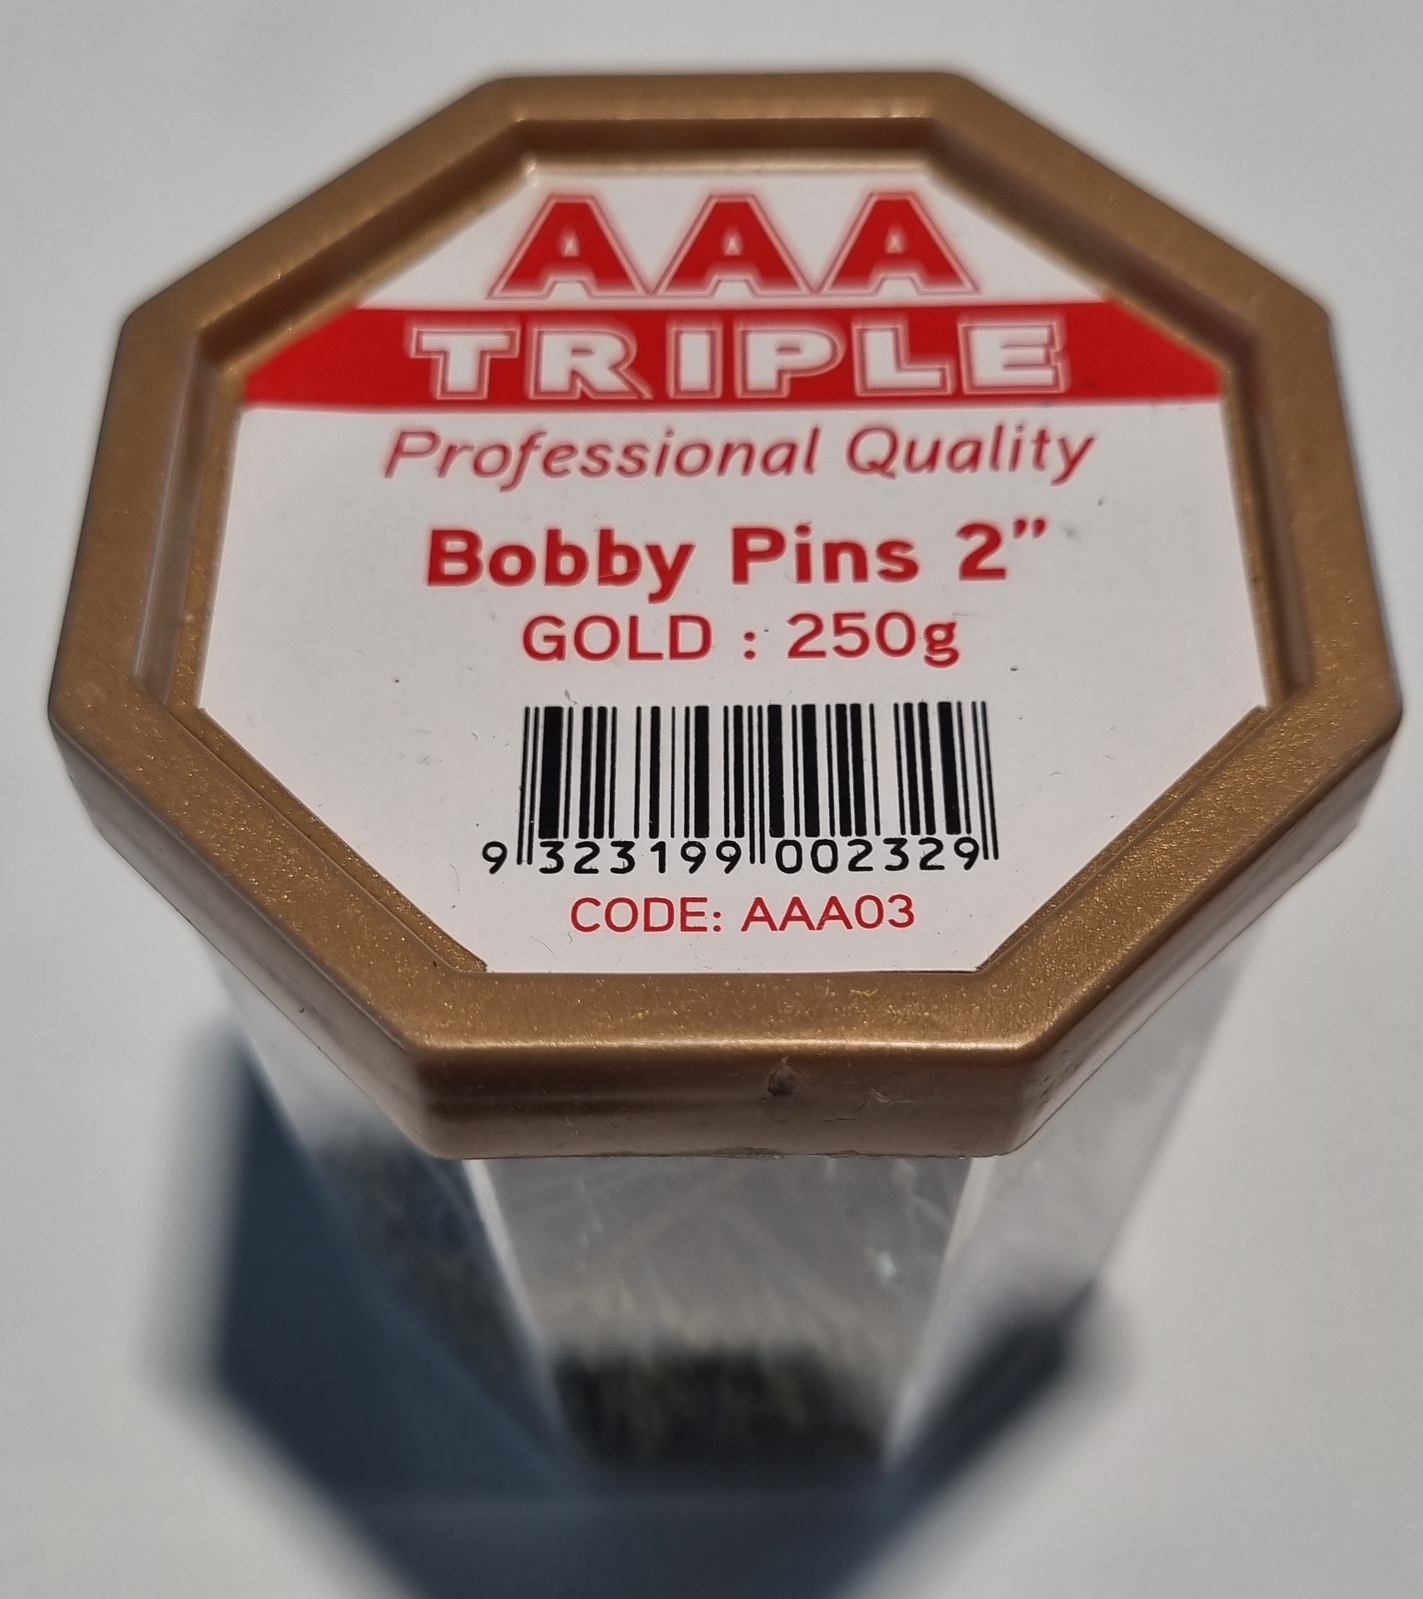 AAA
TRIPLE
Professional Quality
Bobby Pins 2”
GOLD : 250g
9 323199 002329
CODE: AAA03